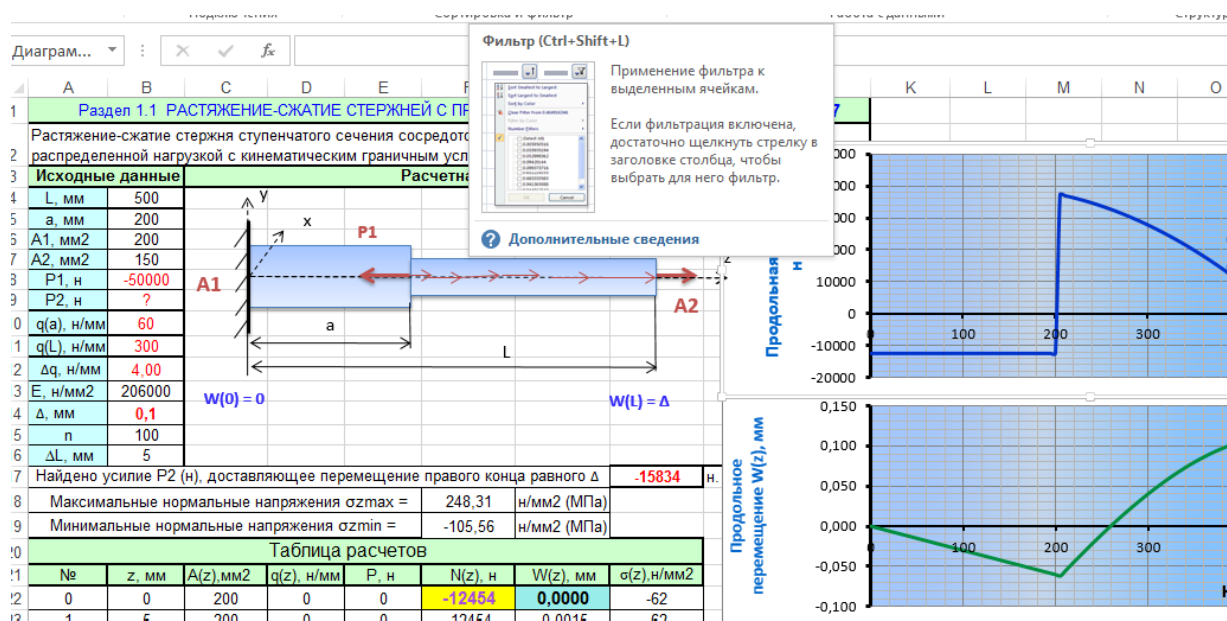 Диаграм...
fx
Фильтр (Ctrl+Shift+L)
Применение фильтра к
выделенным ячейкам.
Если фильтрация включена,
достаточно щелкнуть стрелку в
заголовке столбца, чтобы
выбрать для него фильтр.
Дополнительные сведения
A B C D E K L M N O
Раздел 1.1 РАСТЯЖЕНИЕ-СЖАТИЕ СТЕРЖНЕЙ С ПР
Растяжение-сжатие стержня ступенчатого сечения сосредото
распределенной нагрузкой с кинематическим граничным усл
Исходные данные Расчетна
L, мм 500
a, мм 200
A1, мм2 200
A2, мм2 150
P1, н -50000
P2, н ?
q(a), н/мм 60
q(L), н/мм 300
Δq, н/мм 4,00
E, н/мм2 206000
Δ, мм 0,1
n 100
ΔL, мм 5
y
x
P1
A1
A2
z
a
L
W(0) = 0
W(L) = Δ
Найдено усилие P2 (н), доставляющее перемещение правого конца равного Δ -15834 н.
Максимальные нормальные напряжения σzmax = 248,31 н/мм2 (МПа)
Минимальные нормальные напряжения σzmin = -105,56 н/мм2 (МПа)
Таблица расчетов
№ z, мм A(z),мм2 q(z), н/мм P, н N(z), н W(z), мм σ(z),н/мм2
0 0 200 0 0 -12454 0,0000 -62
Продольная
н
10000
0
-10000
-20000
100 200 300
Продольное
перемещение W(z), мм
0,150
0,100
0,050
0,000
-0,050
-0,100
100 200 300